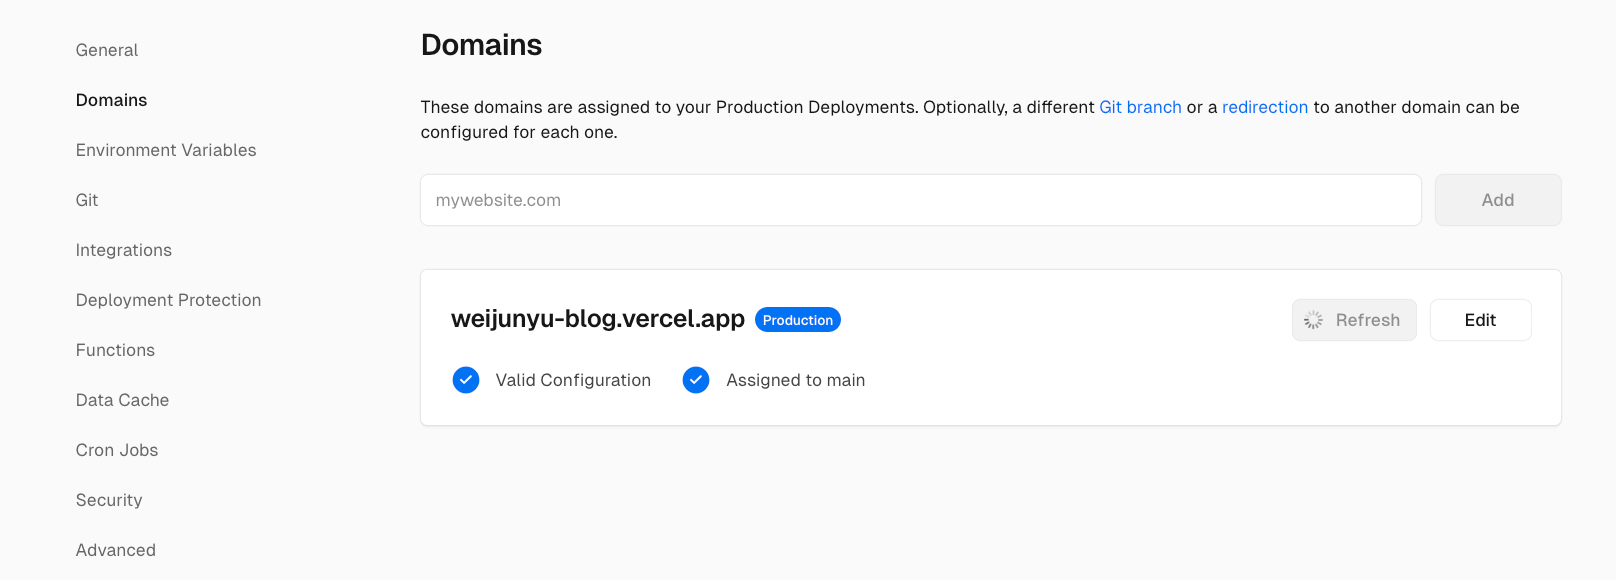 General
Domains
Environment Variables
Git
Integrations
Deployment Protection
Functions
Data Cache
Cron Jobs
Security
Advanced
Domains
These domains are assigned to your Production Deployments. Optionally, a different Git branch or a redirection to another domain can be
configured for each one.
mywebsite.com
Add
weijunyu-blog.vercel.app Production
Refresh
Edit
Valid Configuration
Assigned to main